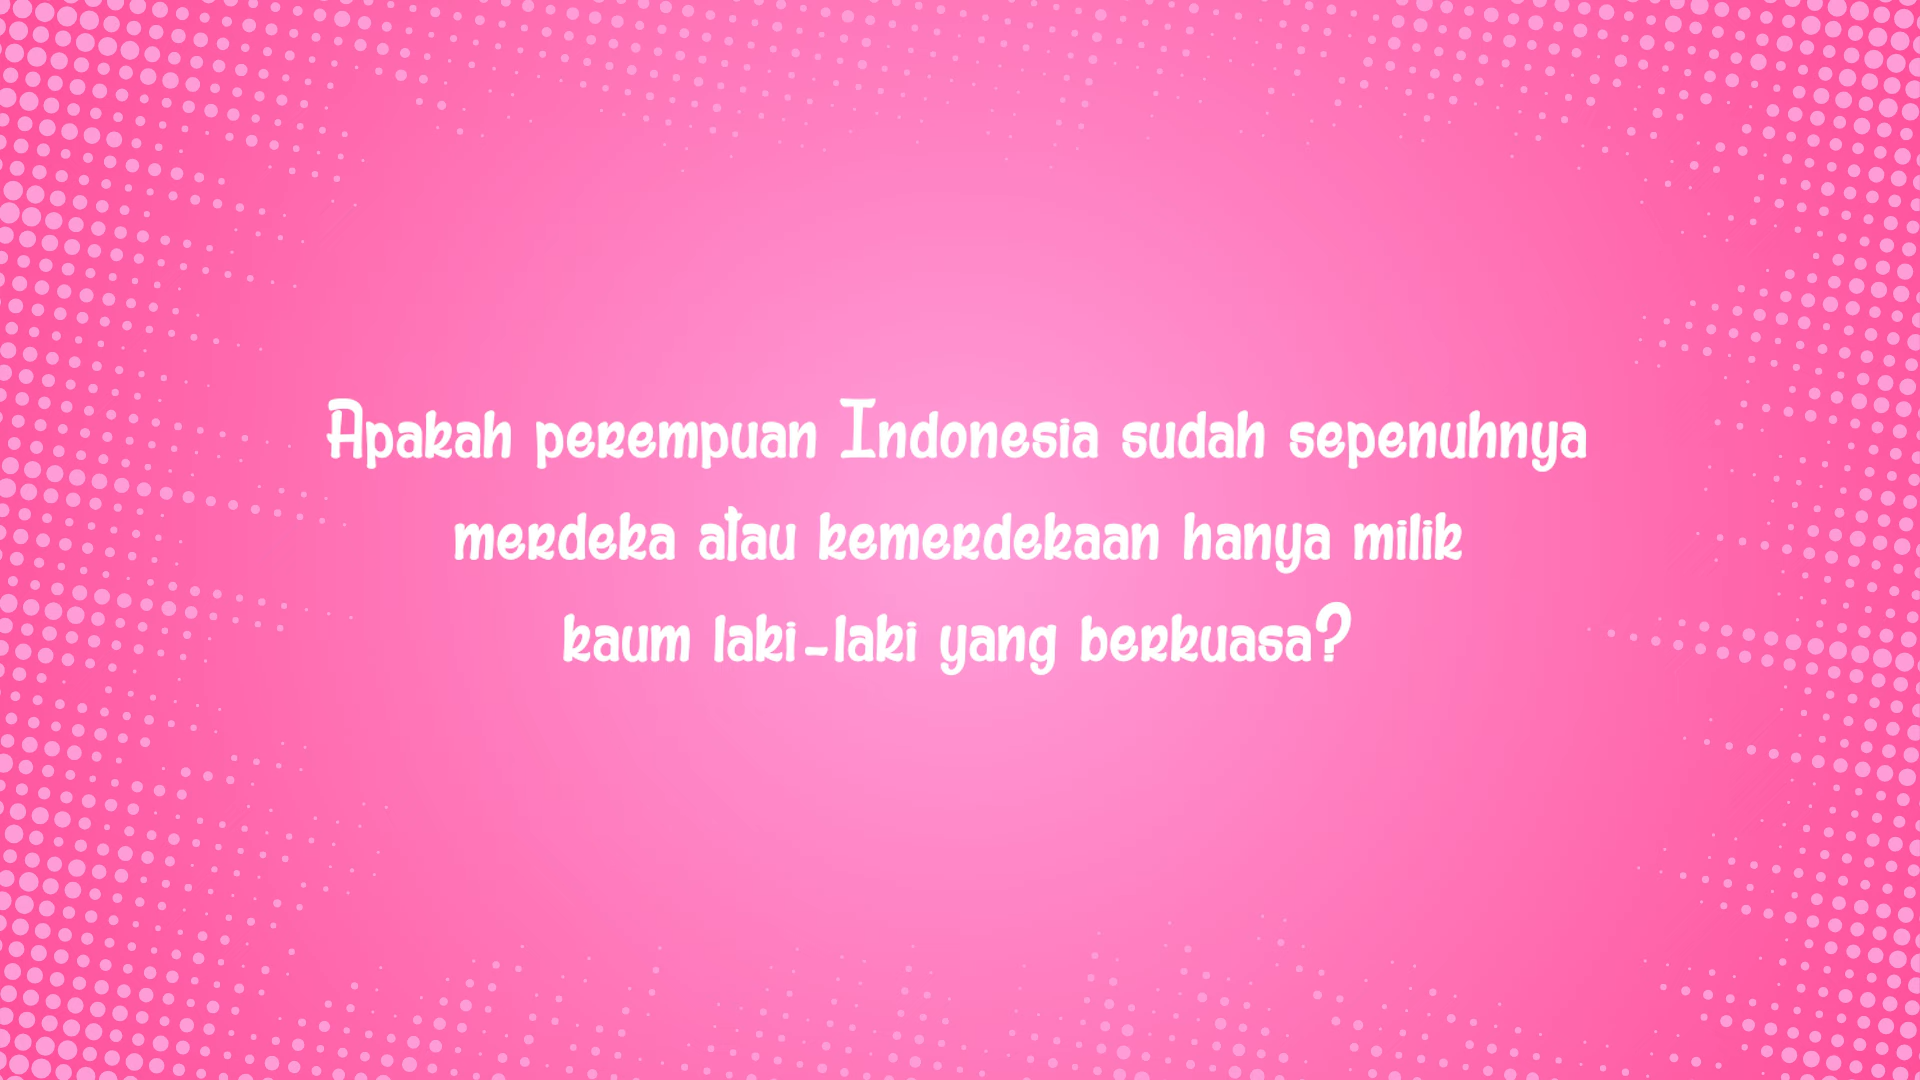 Apakah perempuan Indonesia sudah sepenuhnya
merdeka atau kemerdekaan hanya milik
kaum laki-laki yang berkuasa?